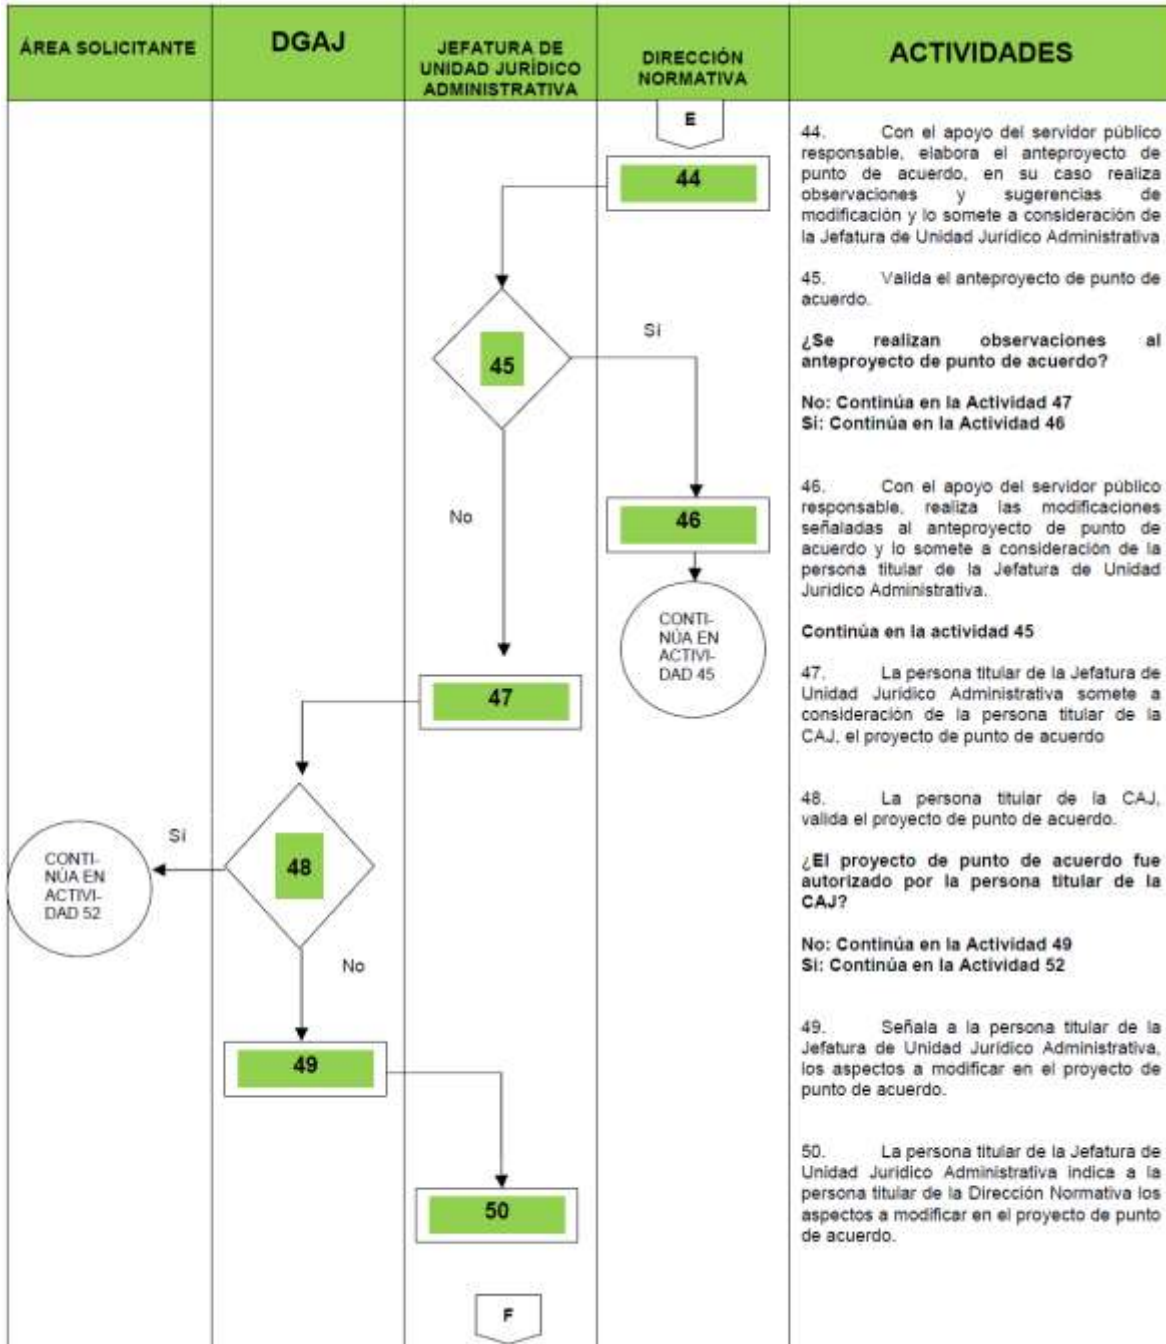 ÁREA SOLICITANTE
DGAJ
JEFATURA DE
UNIDAD JURÍDICO
ADMINISTRATIVA
DIRECCIÓN
NORMATIVA
ACTIVIDADES
E
44
45
Sí
No
46
CONTI-
NÚA EN
ACTIVI-
DAD 45
47
48
Sí
CONTI-
NÚA EN
ACTIVI-
DAD 52
No
49
50
F
44. Con el apoyo del servidor público
responsable, elabora el anteproyecto de
punto de acuerdo, en su caso realiza
observaciones y sugerencias de
modificación y lo somete a consideración de
la Jefatura de Unidad Jurídico Administrativa
45. Valida el anteproyecto de punto de
acuerdo.
¿Se realizan observaciones al
anteproyecto de punto de acuerdo?
No: Continúa en la Actividad 47
Si: Continúa en la Actividad 46
46. Con el apoyo del servidor público
responsable, realiza las modificaciones
señaladas al anteproyecto de punto de
acuerdo y lo somete a consideración de la
persona titular de la Jefatura de Unidad
Jurídico Administrativa.
Continúa en la actividad 45
47. La persona titular de la Jefatura de
Unidad Jurídico Administrativa somete a
consideración de la persona titular de la
CAJ, el proyecto de punto de acuerdo
48. La persona titular de la CAJ,
valida el proyecto de punto de acuerdo.
¿El proyecto de punto de acuerdo fue
autorizado por la persona titular de la
CAJ?
No: Continúa en la Actividad 49
Si: Continúa en la Actividad 52
49. Señala a la persona titular de la
Jefatura de Unidad Jurídico Administrativa,
los aspectos a modificar en el proyecto de
punto de acuerdo.
50. La persona titular de la Jefatura de
Unidad Jurídico Administrativa indica a la
persona titular de la Dirección Normativa los
aspectos a modificar en el proyecto de punto
de acuerdo.